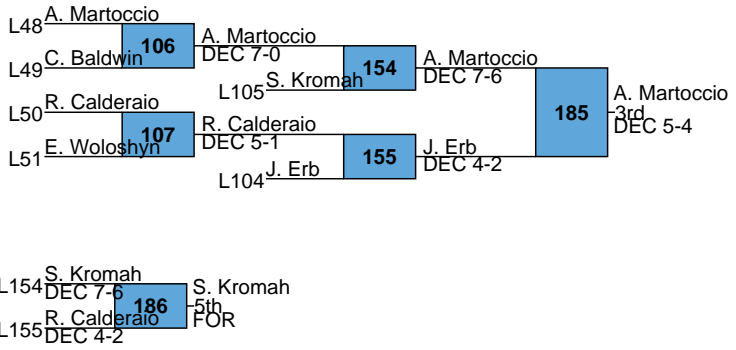 L48 A. Martoccio
106
A. Martoccio
DEC 7-0
L49 C. Baldwin
154
A. Martoccio
DEC 7-6
L105 S. Kromah
185
A. Martoccio
3rd
DEC 5-4
L50 R. Calderaio
107
R. Calderaio
DEC 5-1
L51 E. Woloshyn
155
J. Erb
DEC 4-2
L104 J. Erb
L154 S. Kromah
DEC 7-6
186
S. Kromah
5th
FOR
L155 R. Calderaio
DEC 4-2